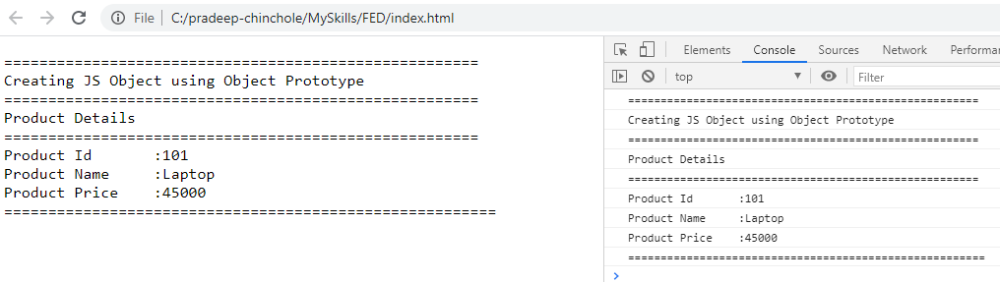 File | C:/pradeep-chinchole/MySkills/FED/index.html
======================================================
Creating JS Object using Object Prototype
======================================================
Product Details
======================================================
Product Id       :101
Product Name     :Laptop
Product Price    :45000
========================================================
Elements Console Sources Network Performa
top Filter
======================================================
Creating JS Object using Object Prototype
======================================================
Product Details
======================================================
Product Id       :101
Product Name     :Laptop
Product Price    :45000
=======================================================
>